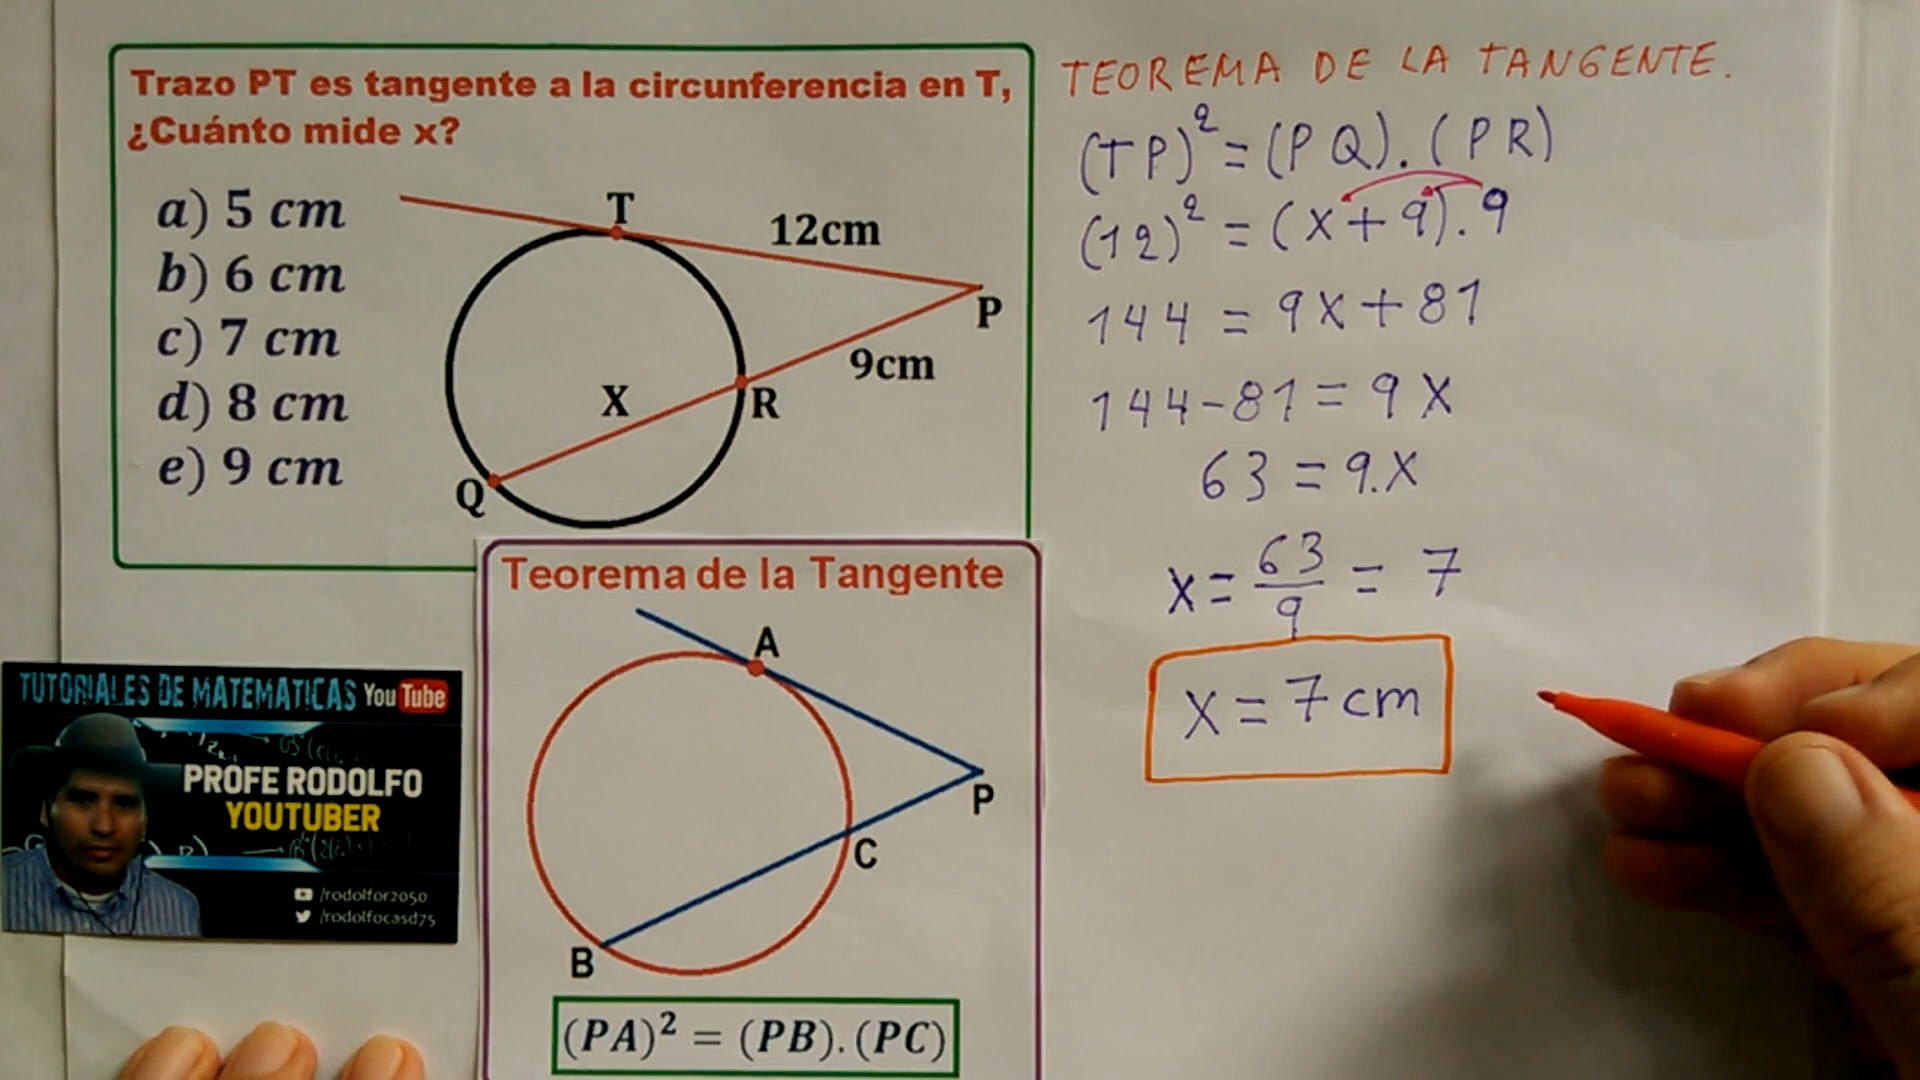 Trazo PT es tangente a la circunferencia en T,
¿Cuánto mide x?
a) 5 cm
b) 6 cm
c) 7 cm
d) 8 cm
e) 9 cm
T
12cm
P
9cm
X
R
Q
TEOREMA DE LA TANGENTE.
(TP)² = (PQ).(PR)
(12)² = (x+9).9
144 = 9x+81
144-81 = 9x
63 = 9.x
x = 63/9 = 7
x = 7cm
Teorema de la Tangente
A
P
C
B
(PA)² = (PB).(PC)
TUTORIALES DE MATEMATICAS YouTube
PROFE RODOLFO
YOUTUBER
/rodolfor2050
/rodolfocasd75